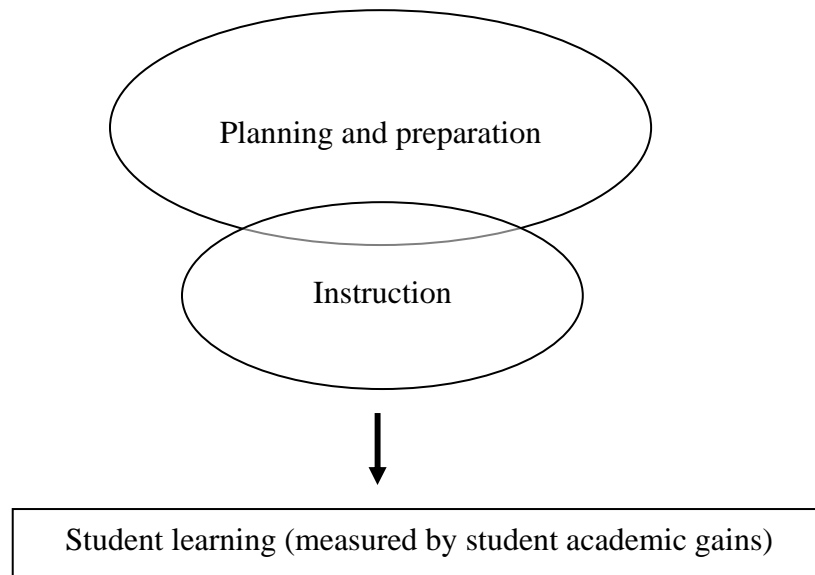 Planning and preparation
Instruction
Student learning (measured by student academic gains)